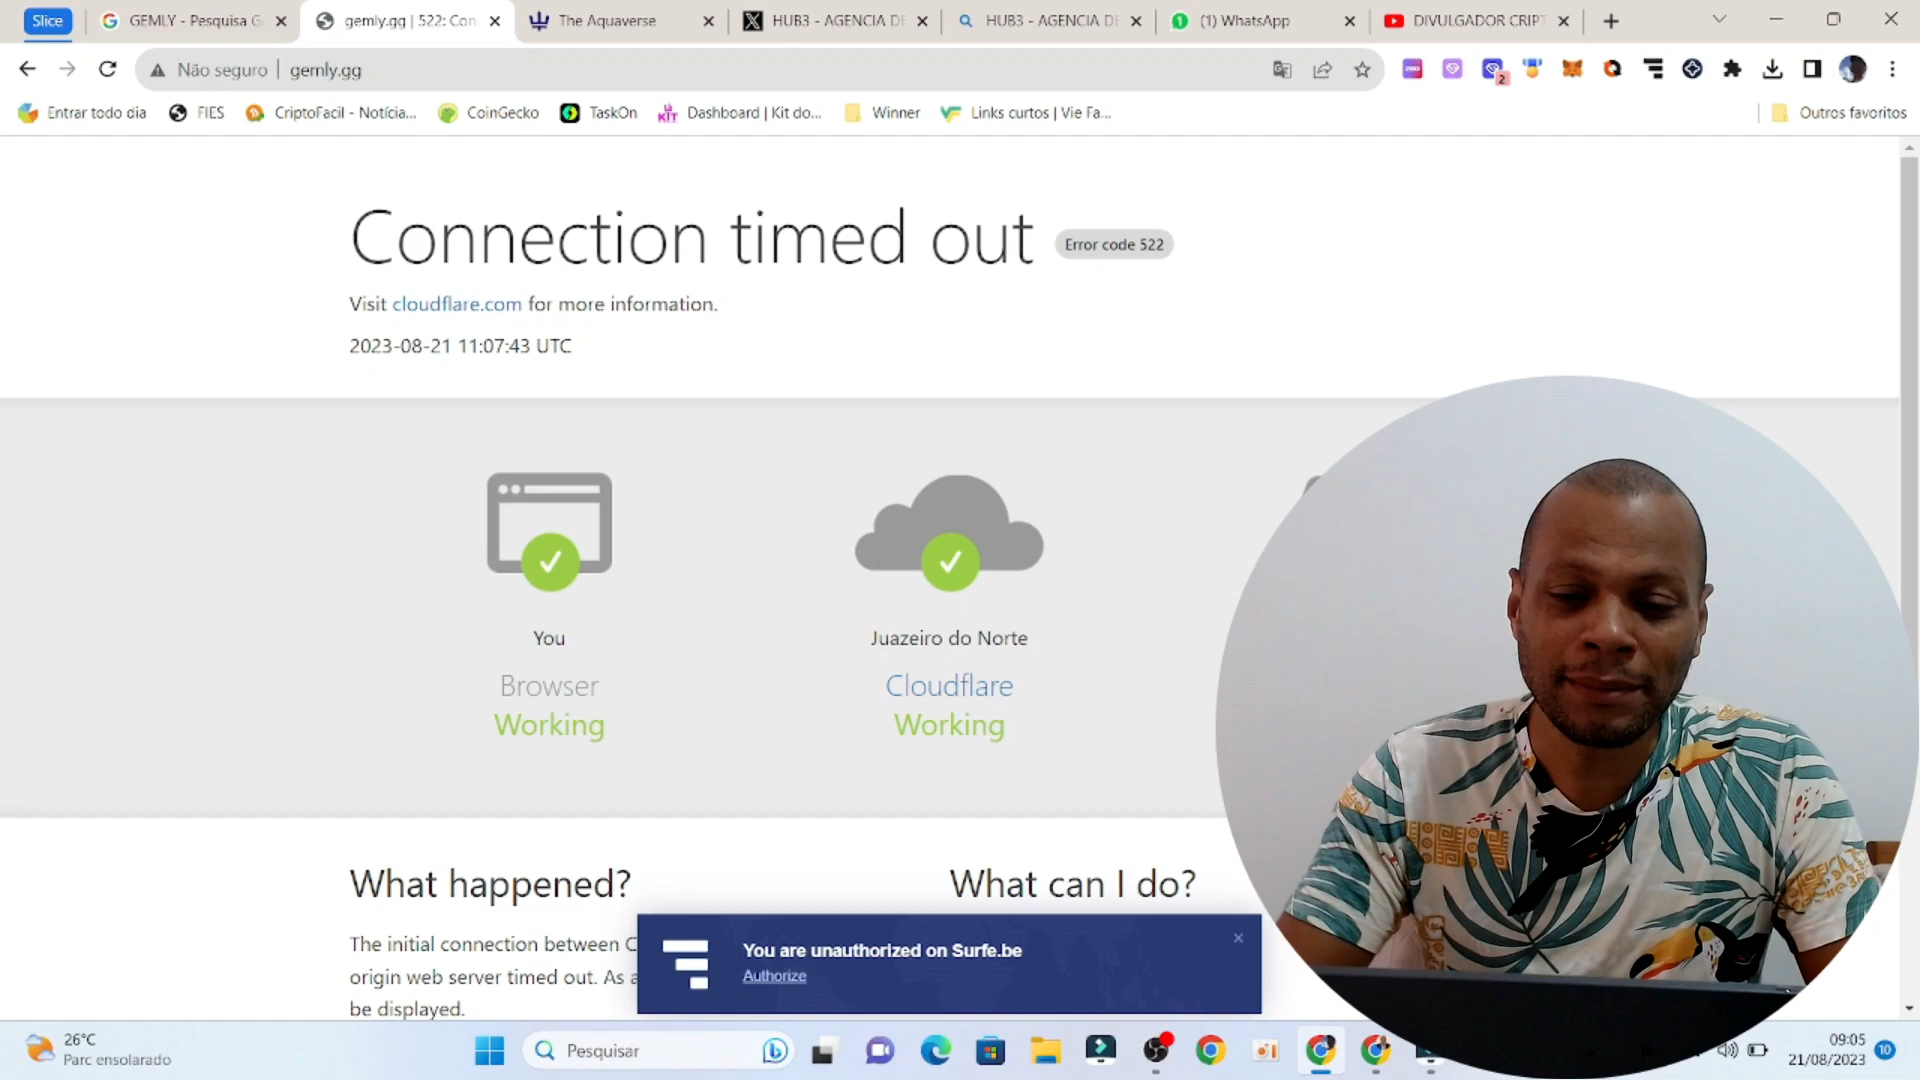 Slice
GEMLY - Pesquisa G
gemly.gg | 522: Con
The Aquaverse
HUB3 - AGENCIA DE
HUB3 - AGENCIA DE
(1) WhatsApp
DIVULGADOR CRIPT
Não seguro
gemly.gg
2
Entrar todo dia
FIES
CriptoFacil - Notícia...
CoinGecko
TaskOn
KIT
Dashboard | Kit do...
Winner
Links curtos | Vie Fa...
Outros favoritos
Connection timed out
Error code 522
Visit cloudflare.com for more information.
2023-08-21 11:07:43 UTC
You
Browser
Working
Juazeiro do Norte
Cloudflare
Working
What happened?
What can I do?
The initial connection between C
origin web server timed out. As a
be displayed.
You are unauthorized on Surfe.be
Authorize
26°C
Parc ensolarado
Pesquisar
09:05
21/08/2023
10